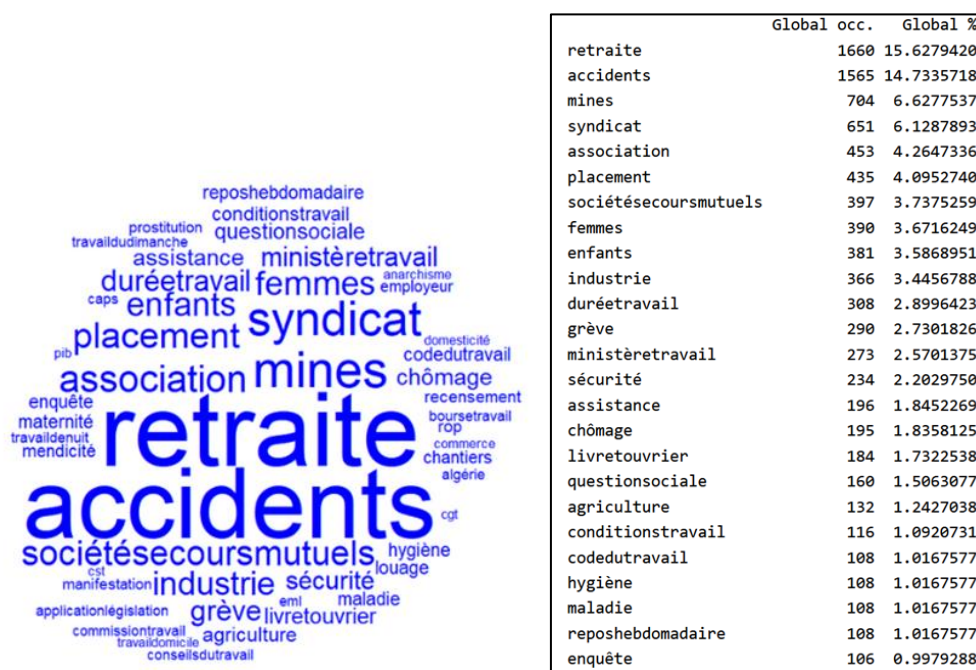 reposhebdomadaire
conditionstravail
prostitution questionsociale
travaildudimanche
assistance ministèretravail
anarchisme
duréetravail femmes employeur
caps enfants
placement syndicat
domesticité
pib codedutravail
association mines chômage
enquête recensement
maternité retraite boursetravail
rop
travaildenuit commerce
mendicité chantiers
algérie
accidents cgt
sociétésecoursmutuels hygiène
louage
cst
manifestation industrie sécurité
eml maladie
applicationlégislation grève livretouvrier
commissiontravail agriculture
travaildomicile
conseilsdutravail
Global occ. Global %
retraite 1660 15.6279420
accidents 1565 14.7335718
mines 704 6.6277537
syndicat 651 6.1287893
association 453 4.2647336
placement 435 4.0952740
sociétésecoursmutuels 397 3.7375259
femmes 390 3.6716249
enfants 381 3.5868951
industrie 366 3.4456788
duréetravail 308 2.8996423
grève 290 2.7301826
ministèretravail 273 2.5701375
sécurité 234 2.2029750
assistance 196 1.8452269
chômage 195 1.8358125
livretouvrier 184 1.7322538
questionsociale 160 1.5063077
agriculture 132 1.2427038
conditionstravail 116 1.0920731
codedutravail 108 1.0167577
hygiène 108 1.0167577
maladie 108 1.0167577
reposhebdomadaire 108 1.0167577
enquête 106 0.9979288